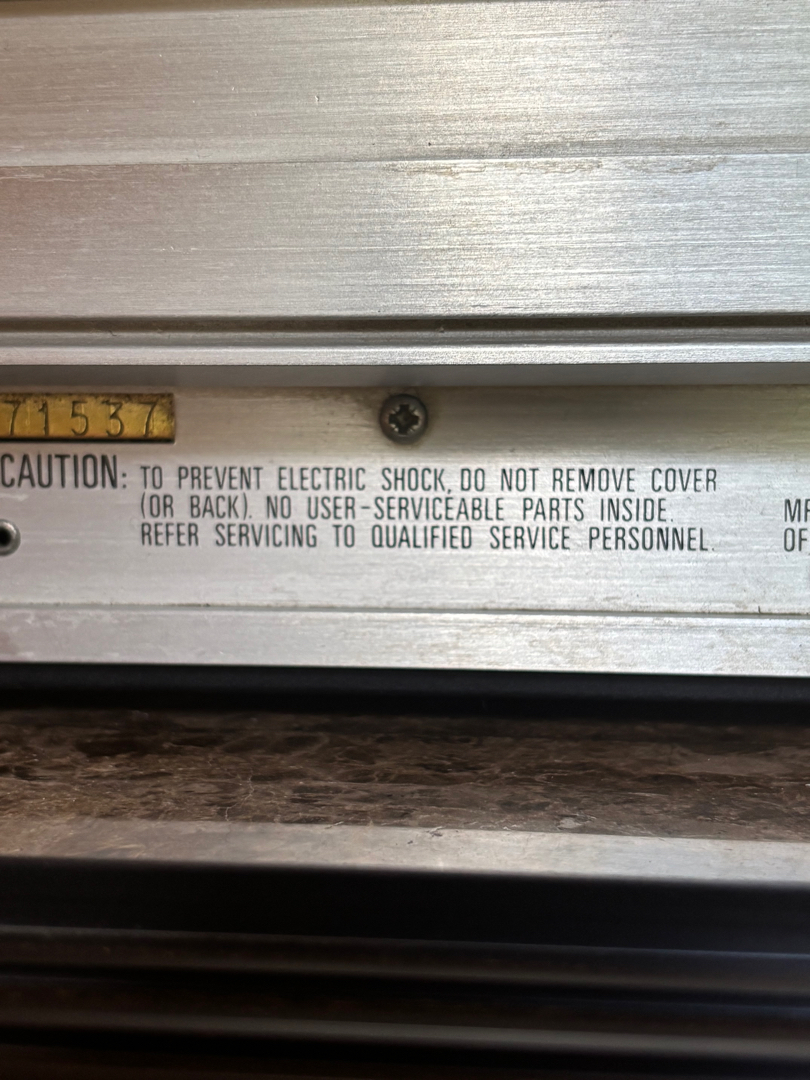 71537
CAUTION: TO PREVENT ELECTRIC SHOCK, DO NOT REMOVE COVER
(OR BACK). NO USER-SERVICEABLE PARTS INSIDE.
REFER SERVICING TO QUALIFIED SERVICE PERSONNEL.
OF